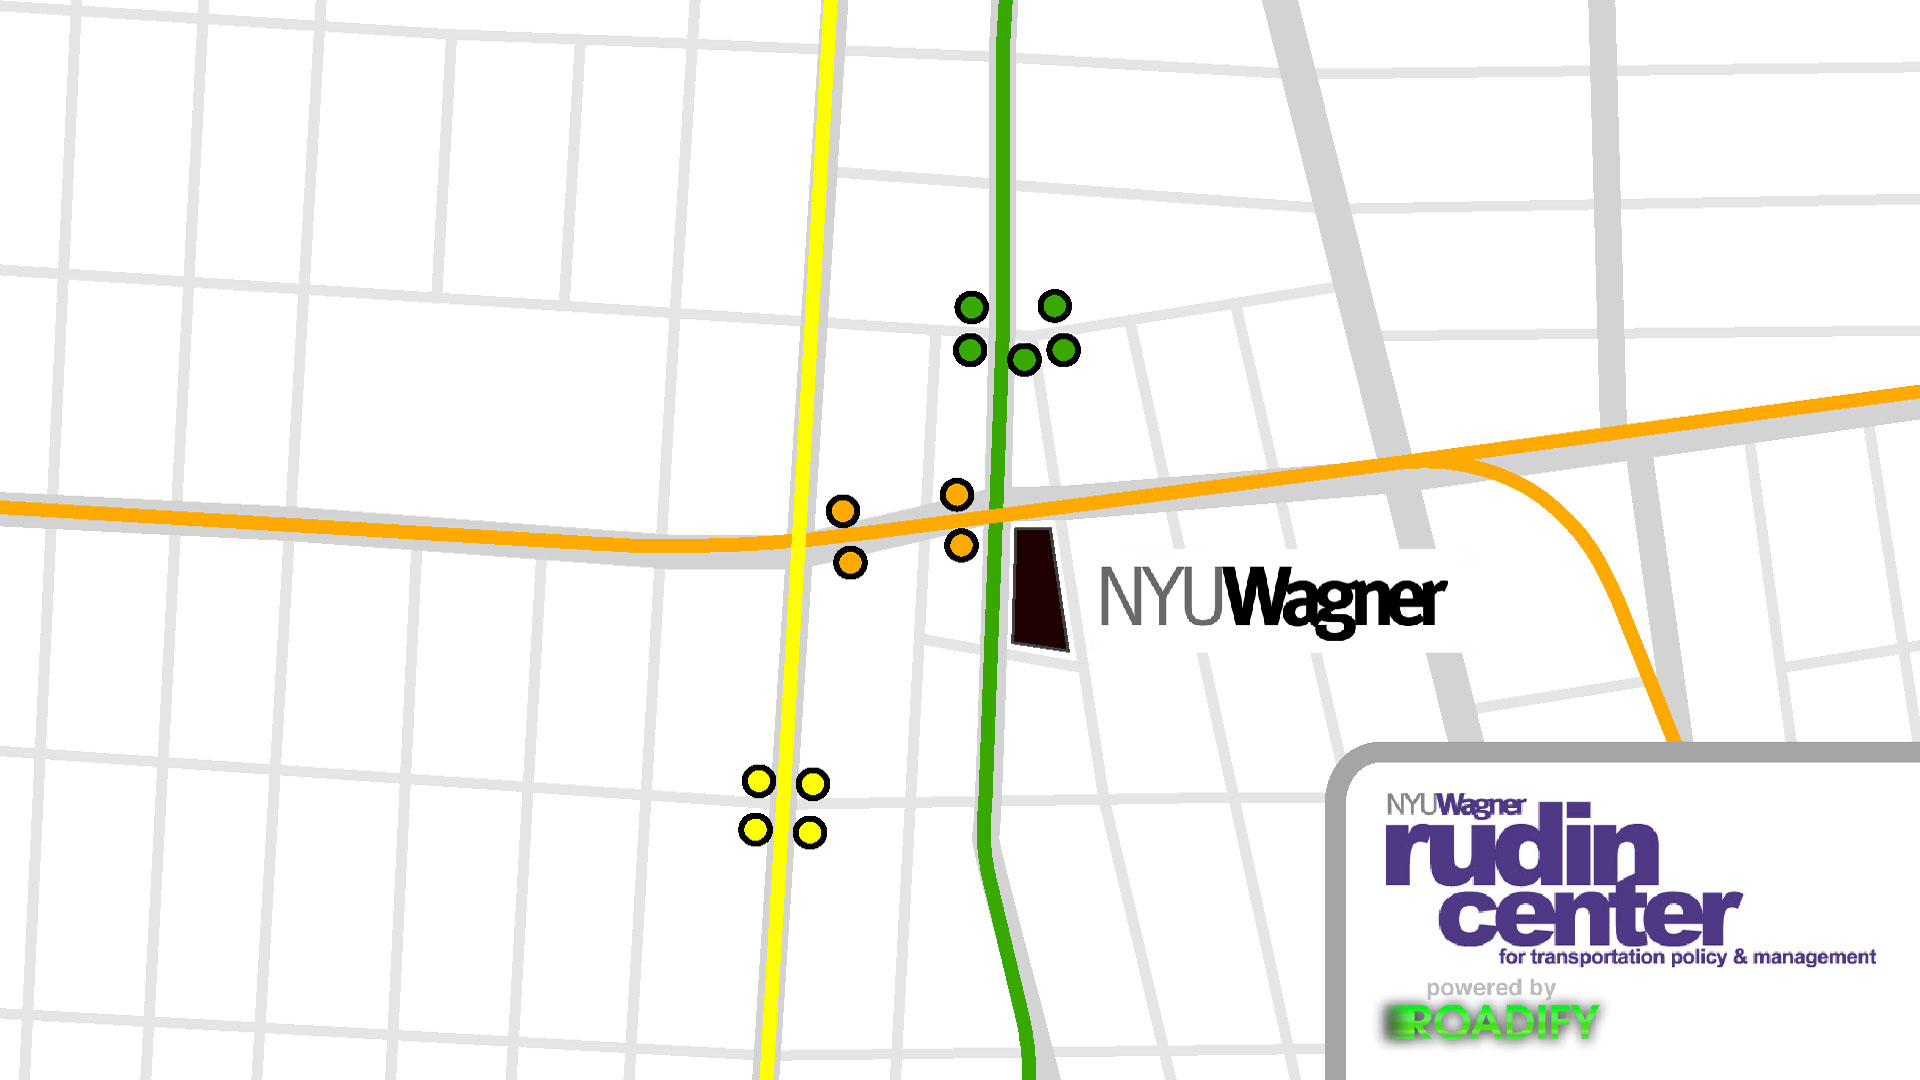 NYUWagner
NYUWagner
rudin
center
for transportation policy & management
powered by
ROADIFY